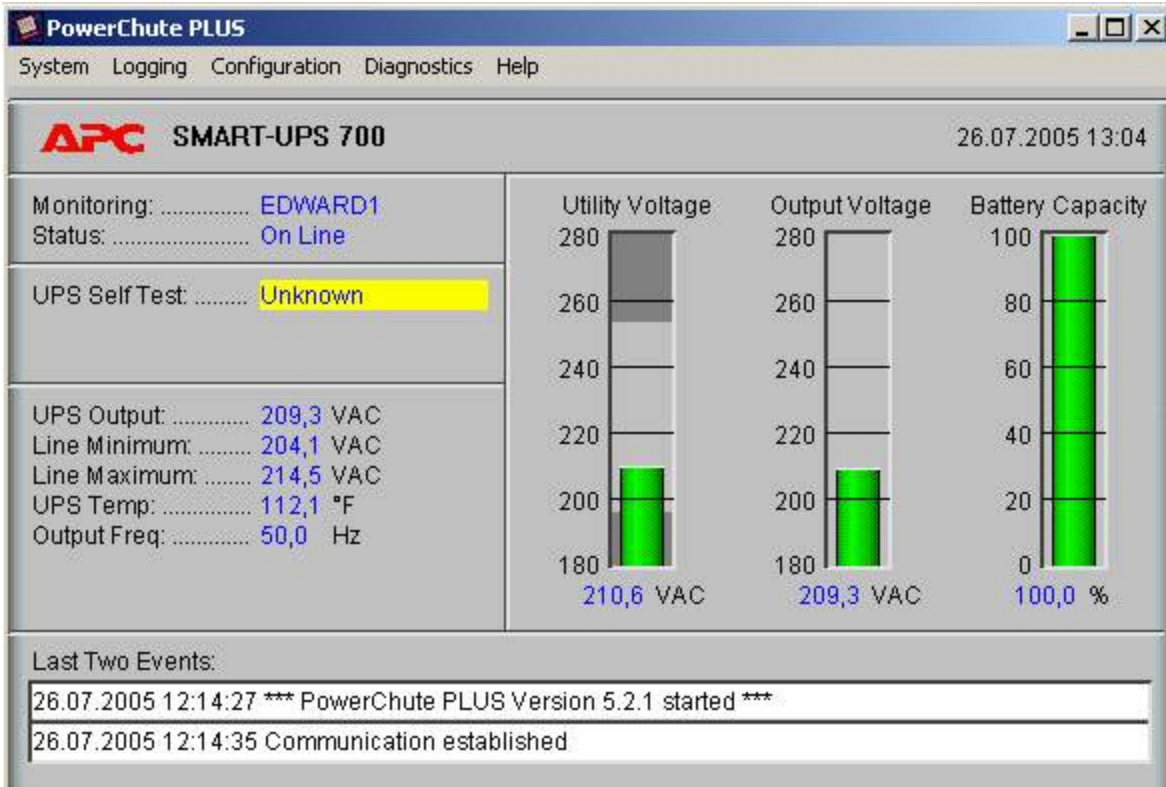 PowerChute PLUS
System Logging Configuration Diagnostics Help
APC SMART-UPS 700 26.07.2005 13:04
Monitoring: .............. EDWARD1
Status: ...................... On Line
UPS Self Test: ......... Unknown
UPS Output: ............ 209,3 VAC
Line Minimum: ......... 204,1 VAC
Line Maximum: ........ 214,5 VAC
UPS Temp: .............. 112,1 °F
Output Freq: ............ 50,0 Hz
Utility Voltage Output Voltage Battery Capacity
280 280 100
260 260 80
240 240 60
220 220 40
200 200 20
180 180 0
210,6 VAC 209,3 VAC 100,0 %
Last Two Events:
26.07.2005 12:14:27 *** PowerChute PLUS Version 5.2.1 started ***
26.07.2005 12:14:35 Communication established